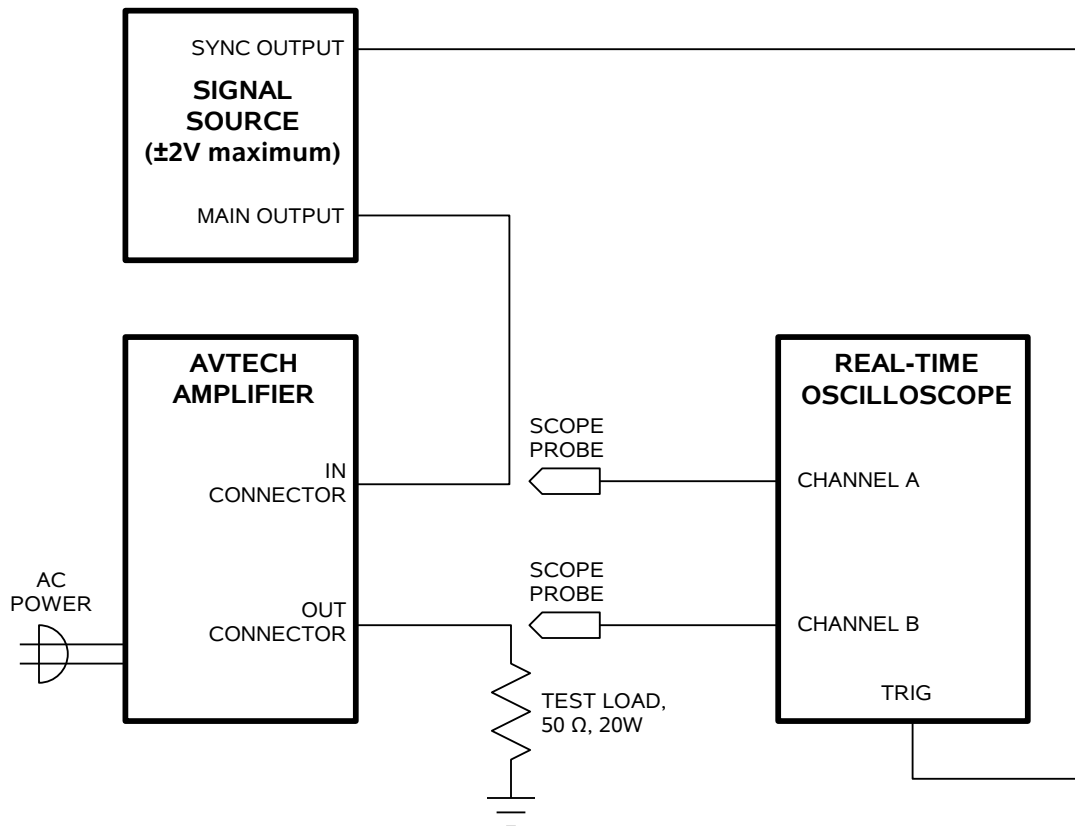 SYNC OUTPUT
SIGNAL
SOURCE
(±2V maximum)
MAIN OUTPUT
AVTECH
AMPLIFIER
IN
CONNECTOR
OUT
CONNECTOR
AC
POWER
SCOPE
PROBE
SCOPE
PROBE
TEST LOAD,
50 Ω, 20W
REAL-TIME
OSCILLOSCOPE
CHANNEL A
CHANNEL B
TRIG